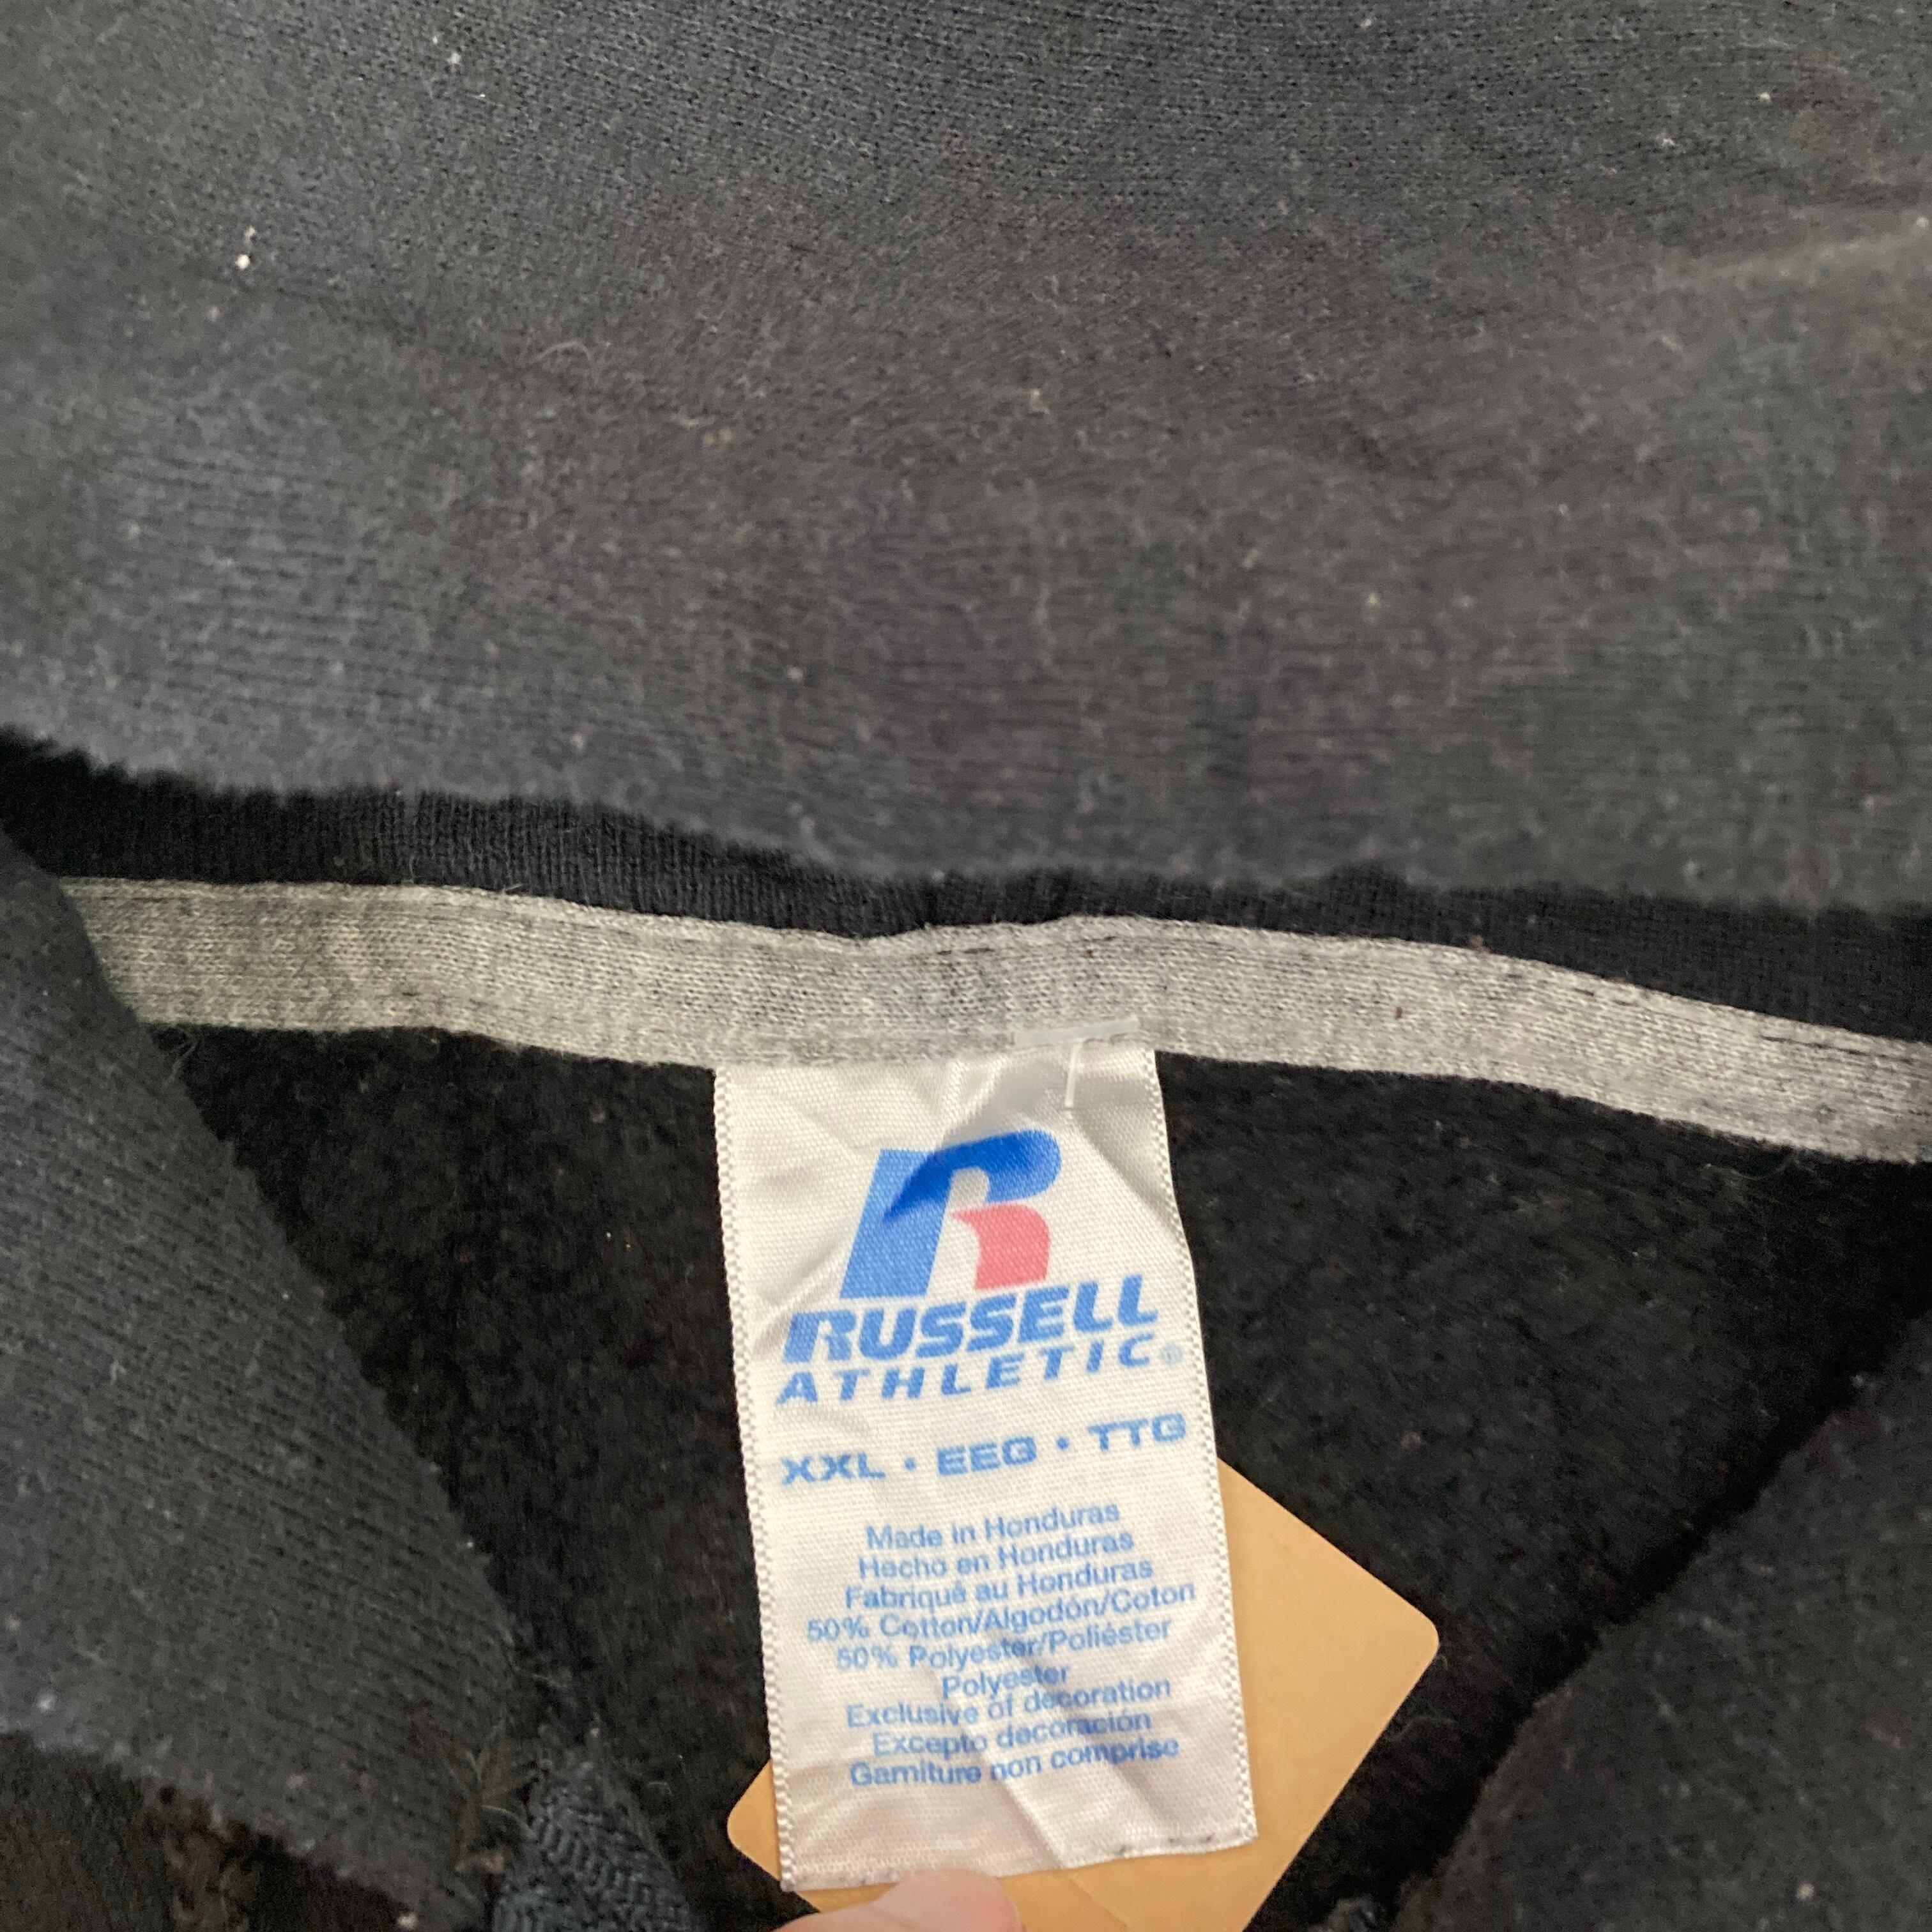 R
RUSSELL
ATHLETIC®
XXL • EEG • TTG
Made in Honduras
Hecho en Honduras
Fabriqué au Honduras
50% Cotton/Algodón/Coton
50% Polyester/Poliéster
Polyester
Exclusive of decoration
Excepto decoración
Garniture non comprise